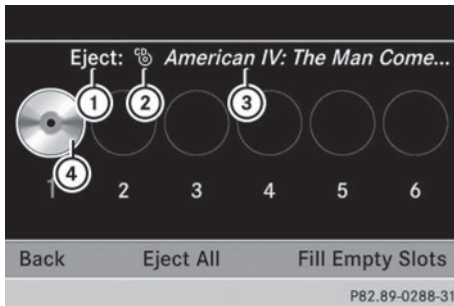 Eject: CD American IV: The Man Come...
1 2 3
4
1 2 3 4 5 6
Back Eject All Fill Empty Slots
P82.89-0288-31